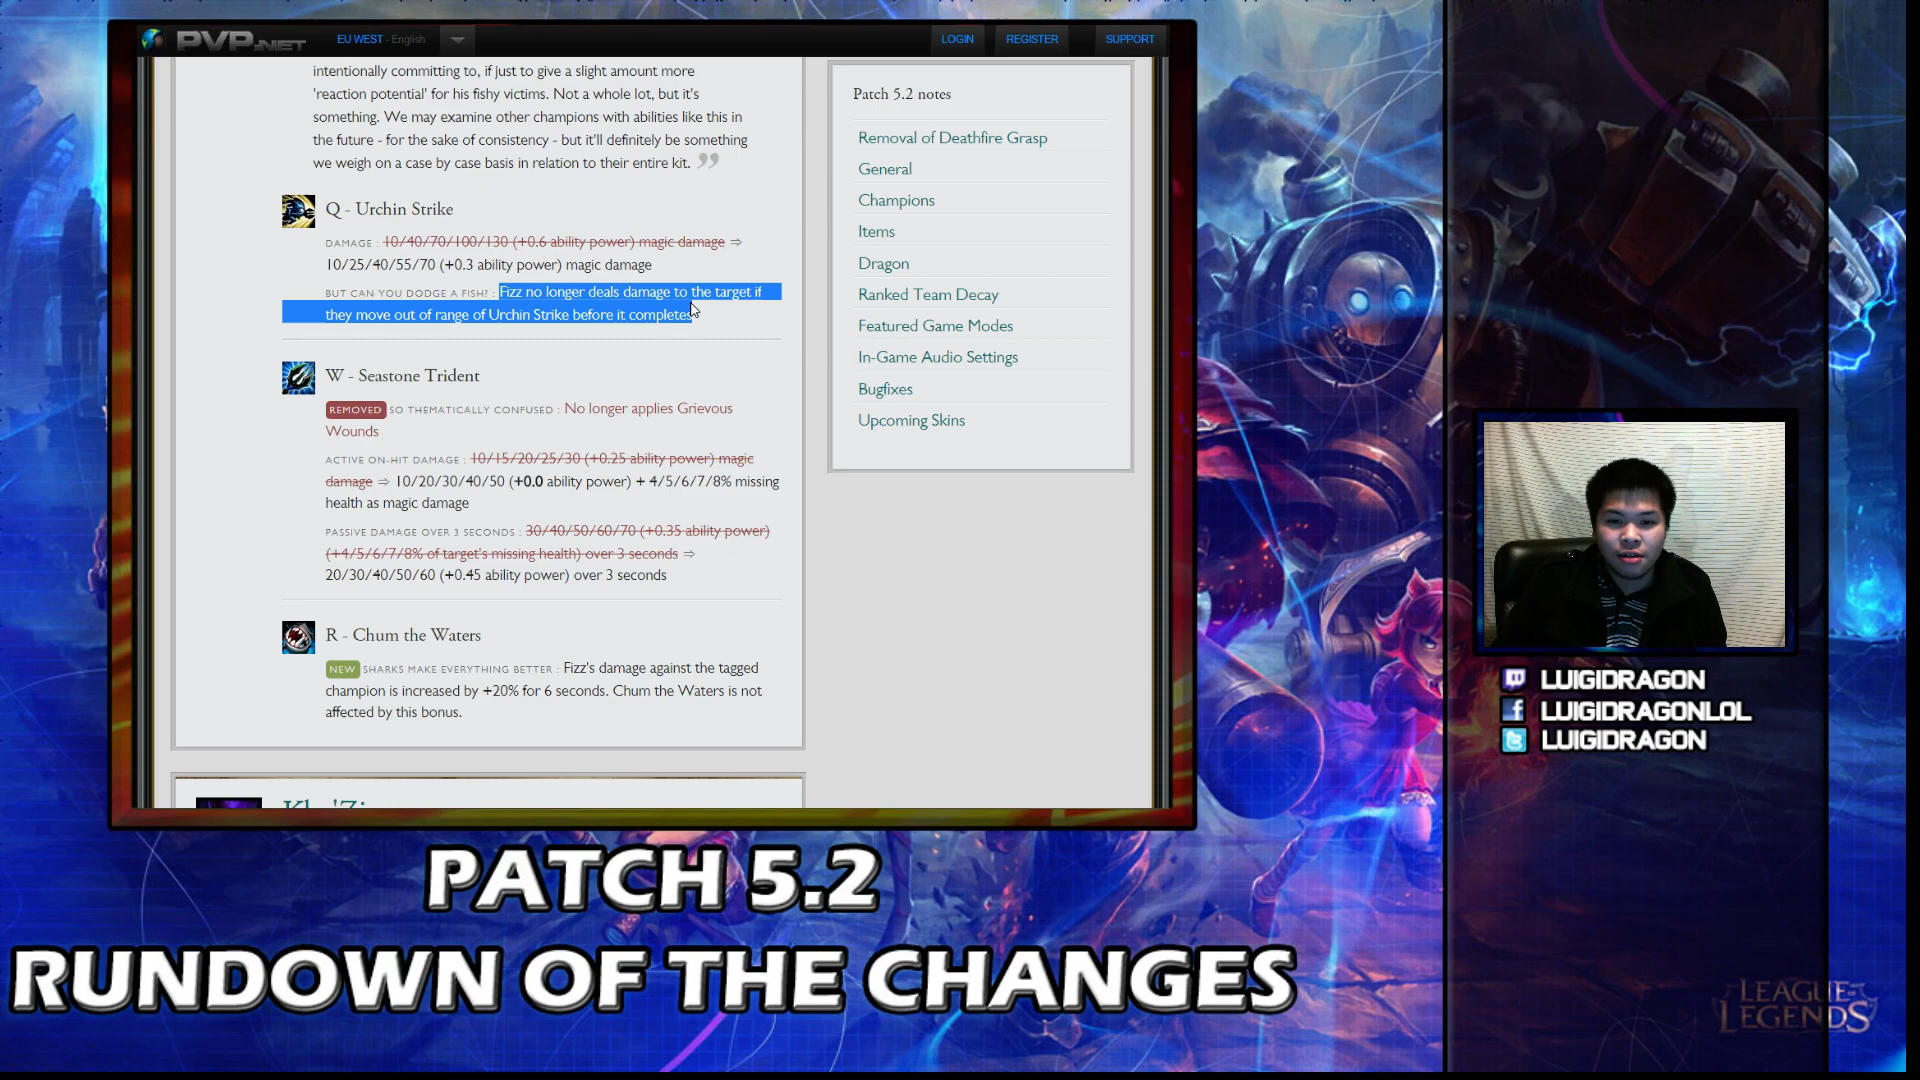 PVP.NET
EU WEST - English
LOGIN
REGISTER
SUPPORT
intentionally committing to, if just to give a slight amount more
'reaction potential' for his fishy victims. Not a whole lot, but it's
something. We may examine other champions with abilities like this in
the future - for the sake of consistency - but it'll definitely be something
we weigh on a case by case basis in relation to their entire kit. ”
Q - Urchin Strike
DAMAGE : 10/40/70/100/130 (+0.6 ability power) magic damage ⇒
10/25/40/55/70 (+0.3 ability power) magic damage
BUT CAN YOU DODGE A FISH? : Fizz no longer deals damage to the target if
they move out of range of Urchin Strike before it completes
W - Seastone Trident
REMOVED SO THEMATICALLY CONFUSED : No longer applies Grievous
Wounds
ACTIVE ON-HIT DAMAGE : 10/15/20/25/30 (+0.25 ability power) magic
damage ⇒ 10/20/30/40/50 (+0.0 ability power) + 4/5/6/7/8% missing
health as magic damage
PASSIVE DAMAGE OVER 3 SECONDS : 30/40/50/60/70 (+0.35 ability power)
(+4/5/6/7/8% of target's missing health) over 3 seconds ⇒
20/30/40/50/60 (+0.45 ability power) over 3 seconds
R - Chum the Waters
NEW SHARKS MAKE EVERYTHING BETTER : Fizz's damage against the tagged
champion is increased by +20% for 6 seconds. Chum the Waters is not
affected by this bonus.
Patch 5.2 notes
Removal of Deathfire Grasp
General
Champions
Items
Dragon
Ranked Team Decay
Featured Game Modes
In-Game Audio Settings
Bugfixes
Upcoming Skins
LUIGIDRAGON
LUIGIDRAGONLOL
LUIGIDRAGON
PATCH 5.2
RUNDOWN OF THE CHANGES
LEAGUE OF
LEGENDS